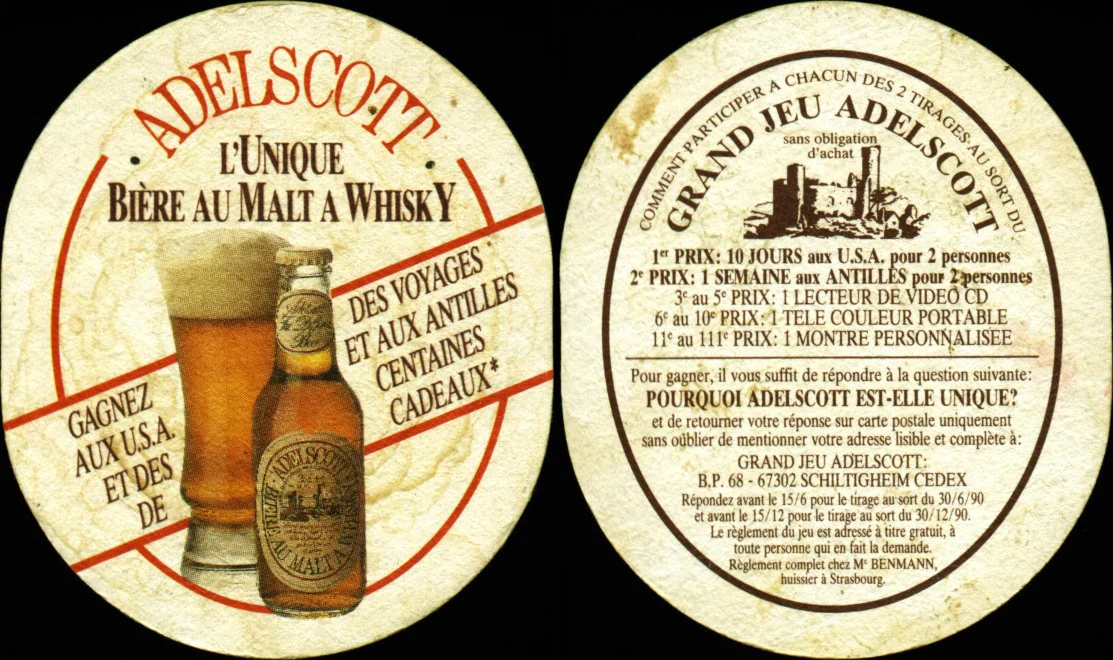 ADELSCOTT
L'UNIQUE
BIÈRE AU MALT A WHISKY
GAGNEZ
AUX U.S.A.
ET DES
DE
DES VOYAGES
ET AUX ANTILLES
CENTAINES
CADEAUX*
ADELSCOTT
BIERE AU MALT A
COMMENT PARTICIPER A CHACUN DES 2 TIRAGES-AU SORT DU
GRAND JEU ADELSCOTT
sans obligation
d'achat
1er PRIX: 10 JOURS aux U.S.A. pour 2 personnes
2e PRIX: 1 SEMAINE aux ANTILLES pour 2 personnes
3e au 5e PRIX: 1 LECTEUR DE VIDEO CD
6e au 10e PRIX: 1 TELE COULEUR PORTABLE
11e au 111e PRIX: 1 MONTRE PERSONNALISEE
Pour gagner, il vous suffit de répondre à la question suivante:
POURQUOI ADELSCOTT EST-ELLE UNIQUE?
et de retourner votre réponse sur carte postale uniquement
sans oublier de mentionner votre adresse lisible et complète à:
GRAND JEU ADELSCOTT:
B.P. 68 - 67302 SCHILTIGHEIM CEDEX
Répondez avant le 15/6 pour le tirage au sort du 30/6/90
et avant le 15/12 pour le tirage au sort du 30/12/90.
Le règlement du jeu est adressé à titre gratuit, à
toute personne qui en fait la demande.
Règlement complet chez Me BENMANN,
huissier à Strasbourg.